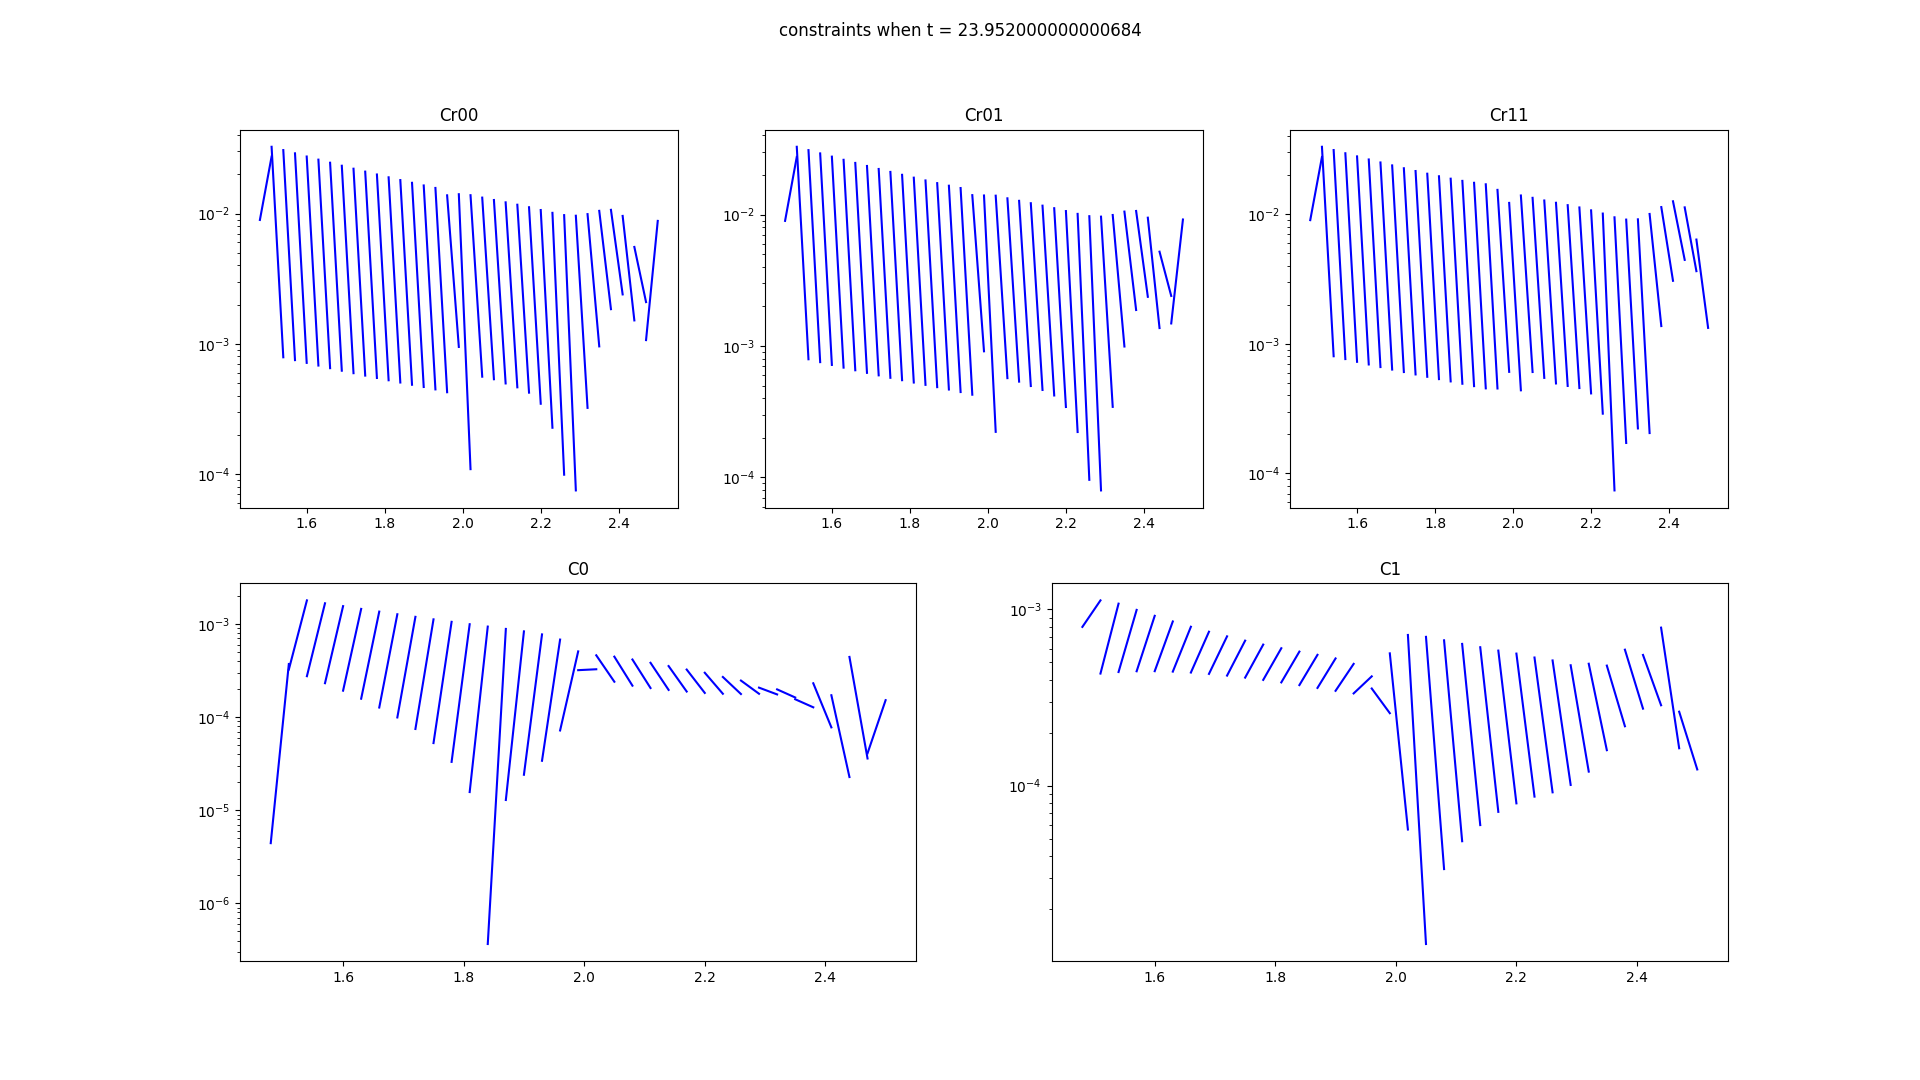 constraints when t = 23.952000000000684
Cr00 Cr01 Cr11
10⁻² 10⁻² 10⁻²
10⁻³ 10⁻³ 10⁻³
10⁻⁴ 10⁻⁴ 10⁻⁴
1.6 1.8 2.0 2.2 2.4 1.6 1.8 2.0 2.2 2.4 1.6 1.8 2.0 2.2 2.4
C0 C1
10⁻³ 10⁻³
10⁻⁴
10⁻⁴
10⁻⁵
10⁻⁶
1.6 1.8 2.0 2.2 2.4 1.6 1.8 2.0 2.2 2.4